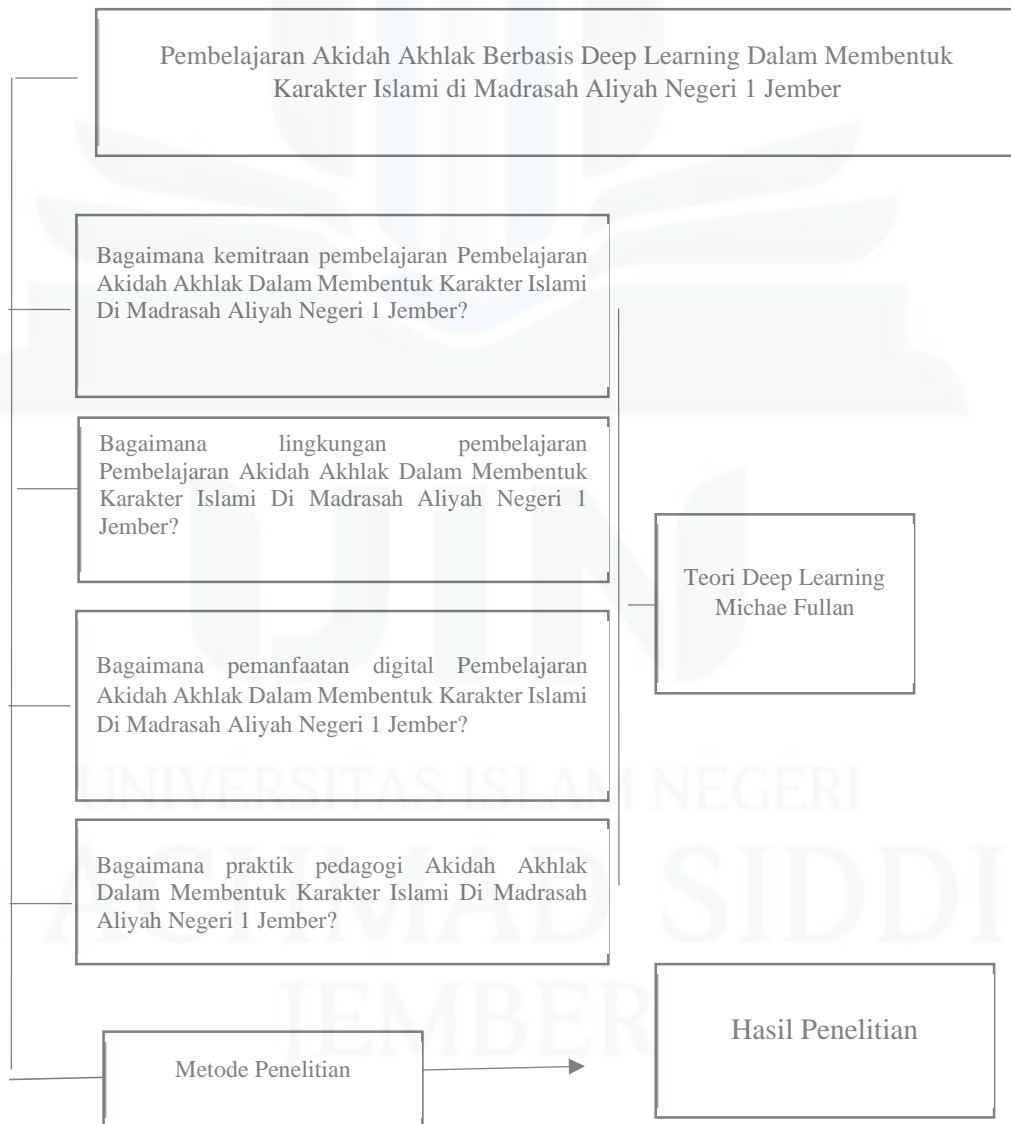 Pembelajaran Akidah Akhlak Berbasis Deep Learning Dalam Membentuk
Karakter Islami di Madrasah Aliyah Negeri 1 Jember
Bagaimana kemitraan pembelajaran Pembelajaran
Akidah Akhlak Dalam Membentuk Karakter Islami
Di Madrasah Aliyah Negeri 1 Jember?
Bagaimana lingkungan pembelajaran
Pembelajaran Akidah Akhlak Dalam Membentuk
Karakter Islami Di Madrasah Aliyah Negeri 1
Jember?
Bagaimana pemanfaatan digital Pembelajaran
Akidah Akhlak Dalam Membentuk Karakter Islami
Di Madrasah Aliyah Negeri 1 Jember?
Bagaimana praktik pedagogi Akidah Akhlak
Dalam Membentuk Karakter Islami Di Madrasah
Aliyah Negeri 1 Jember?
Teori Deep Learning
Michae Fullan
Metode Penelitian
Hasil Penelitian
UIN
UNIVERSITAS ISLAM NEGERI
ACHMAD SIDDI
JEMBER